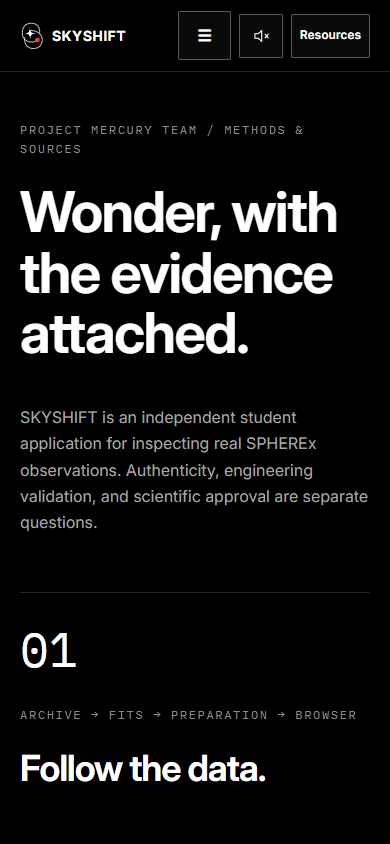 SKYSHIFT
Resources
PROJECT MERCURY TEAM / METHODS &
SOURCES
Wonder, with
the evidence
attached.
SKYSHIFT is an independent student
application for inspecting real SPHEREx
observations. Authenticity, engineering
validation, and scientific approval are separate
questions.
01
ARCHIVE → FITS → PREPARATION → BROWSER
Follow the data.